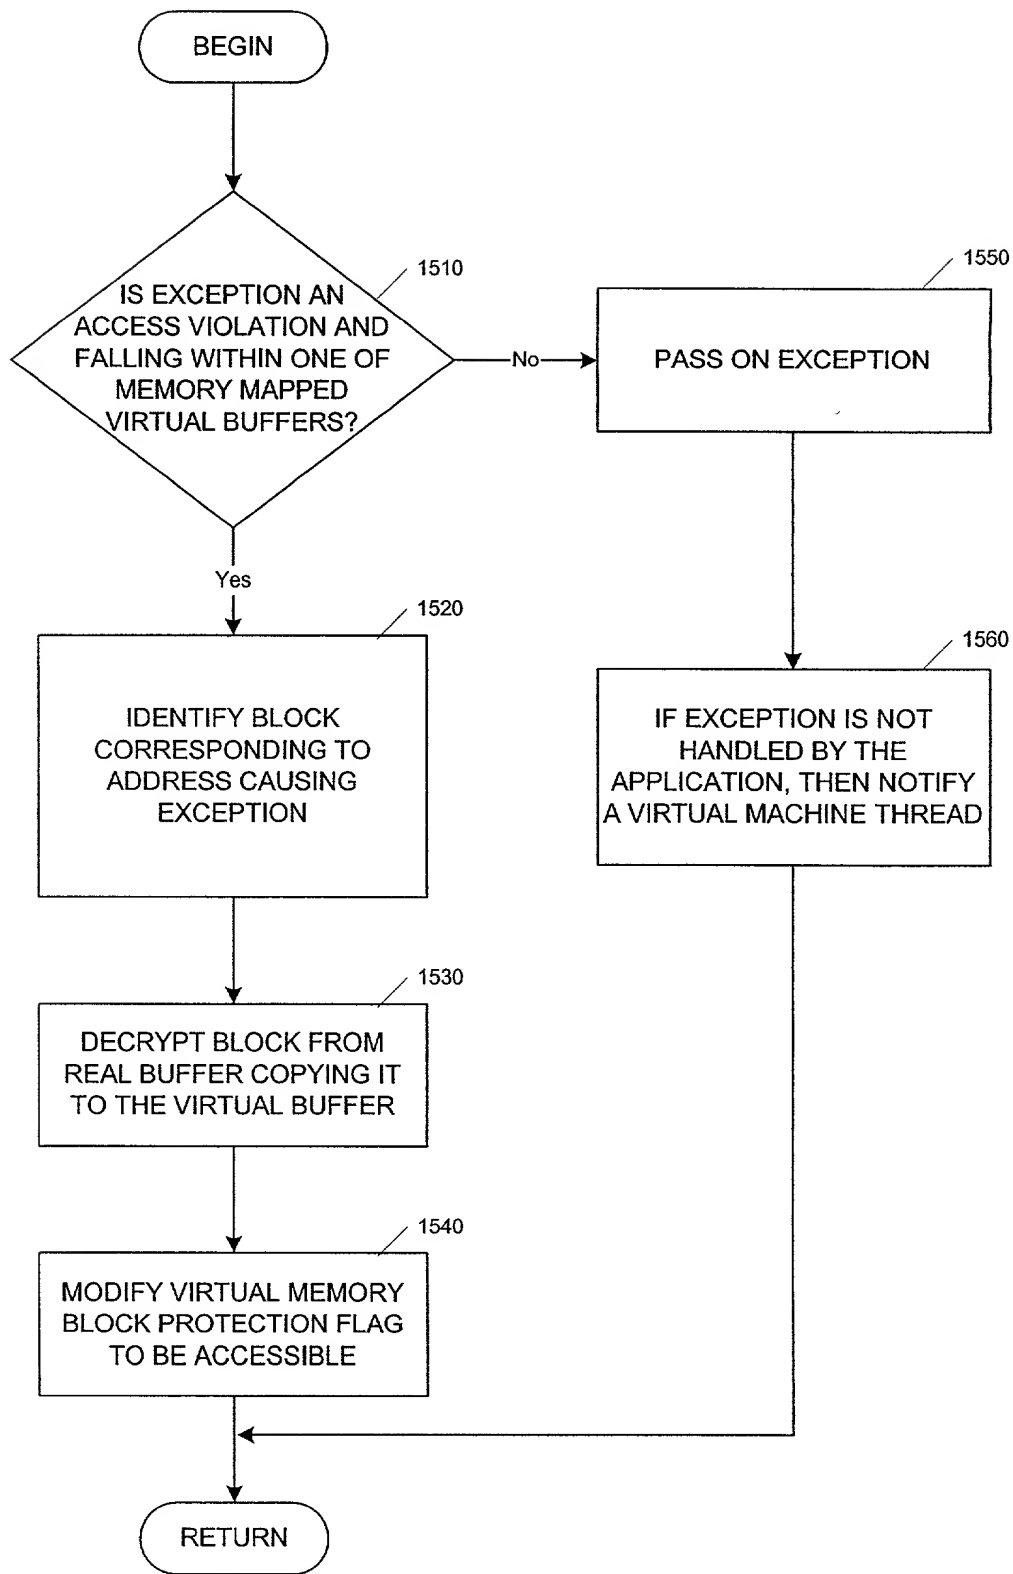 BEGIN
1510
IS EXCEPTION AN
ACCESS VIOLATION AND
FALLING WITHIN ONE OF
MEMORY MAPPED
VIRTUAL BUFFERS?
No
1550
PASS ON EXCEPTION
Yes
1520
IDENTIFY BLOCK
CORRESPONDING TO
ADDRESS CAUSING
EXCEPTION
1560
IF EXCEPTION IS NOT
HANDLED BY THE
APPLICATION, THEN NOTIFY
A VIRTUAL MACHINE THREAD
1530
DECRYPT BLOCK FROM
REAL BUFFER COPYING IT
TO THE VIRTUAL BUFFER
1540
MODIFY VIRTUAL MEMORY
BLOCK PROTECTION FLAG
TO BE ACCESSIBLE
RETURN